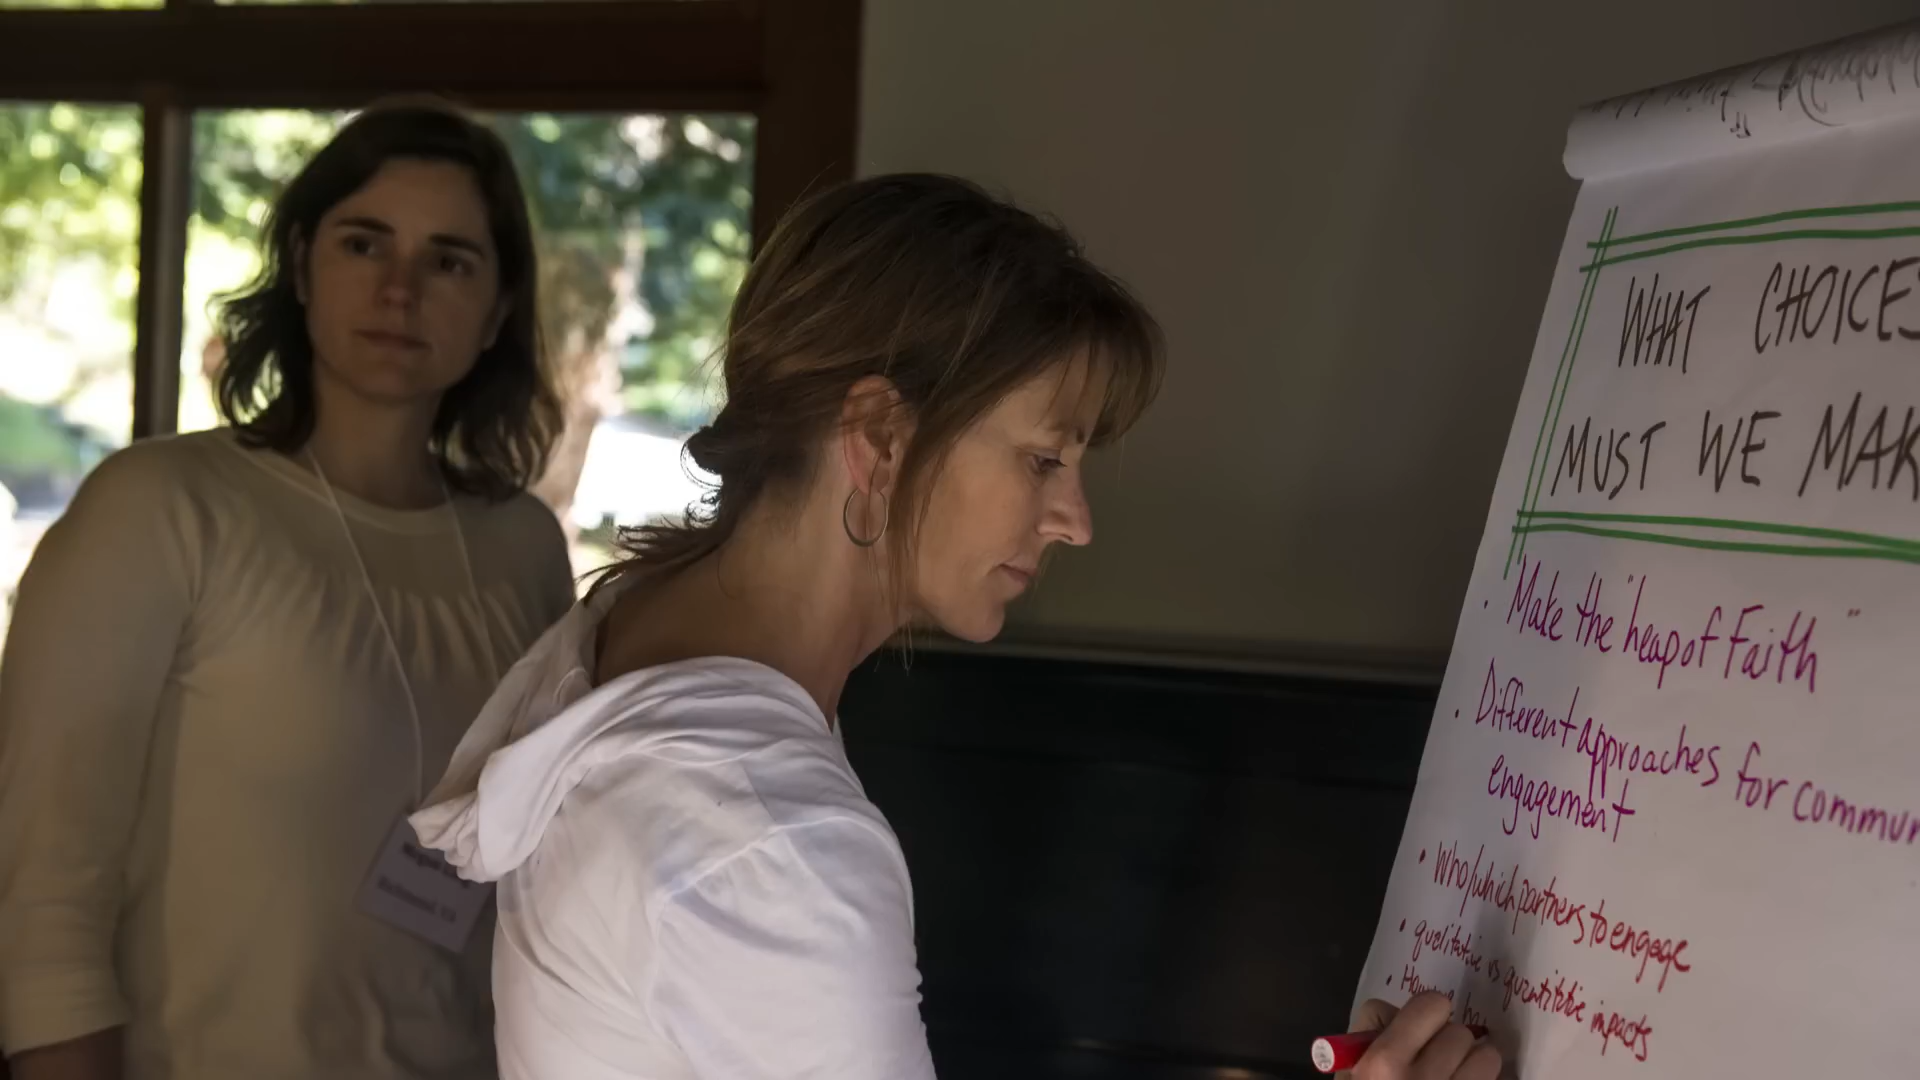 WHAT CHOICES
MUST WE MAK
· Make the "heap of Faith"
· Different approaches for commun
engagement
· Who/which partners to engage
· qualitative vs quantitative impacts